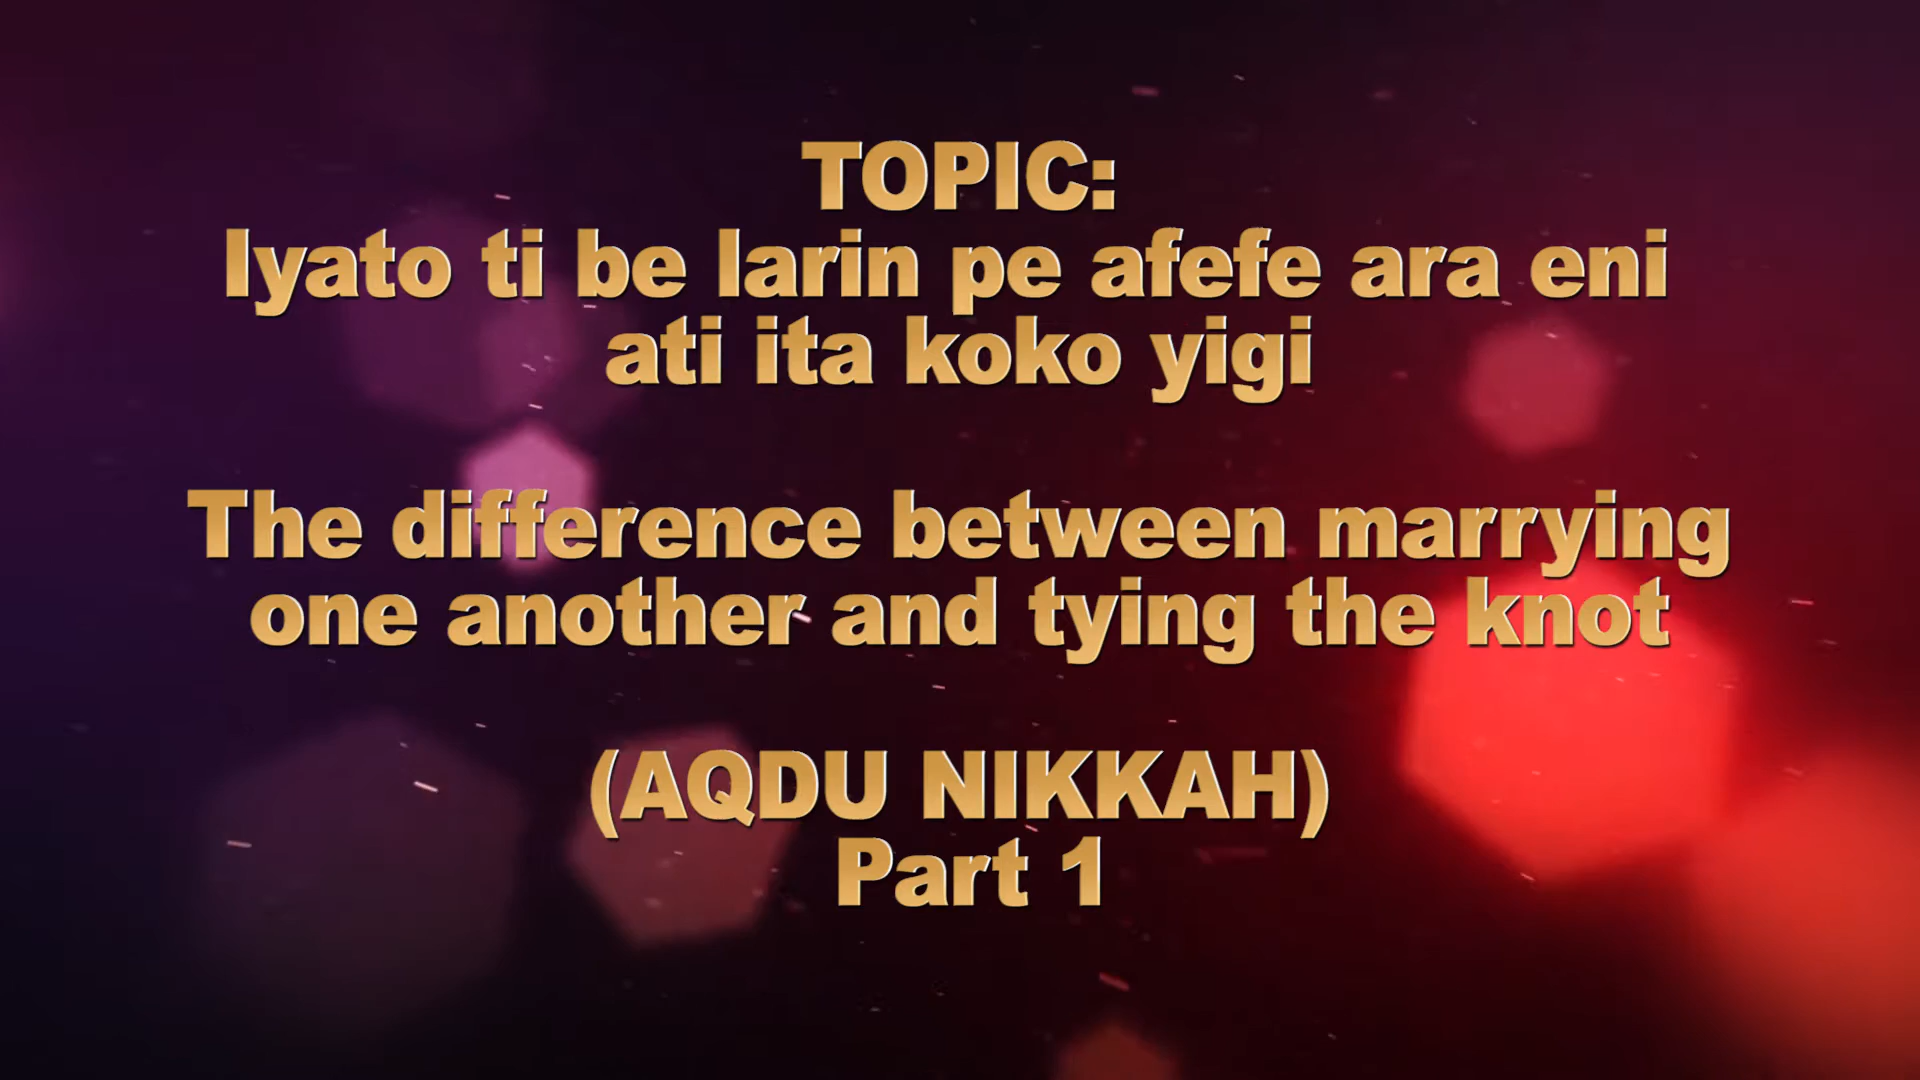 TOPIC:
Iyato ti be larin pe afefe ara eni
ati ita koko yigi
The difference between marrying
one another and tying the knot
(AQDU NIKKAH)
Part 1